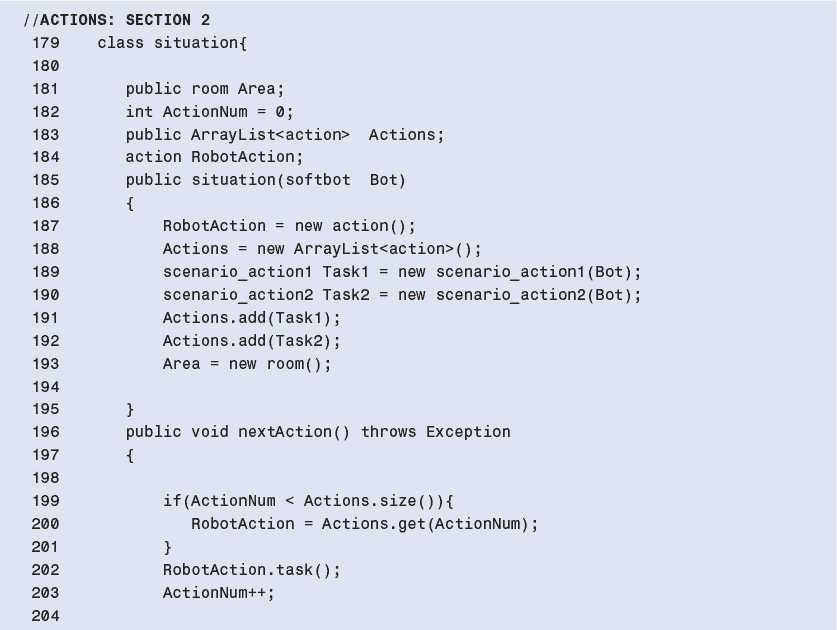 //ACTIONS: SECTION 2
179    class situation{
180
181       public room Area;
182       int ActionNum = 0;
183       public ArrayList<action>  Actions;
184       action RobotAction;
185       public situation(softbot  Bot)
186       {
187           RobotAction = new action();
188           Actions = new ArrayList<action>();
189           scenario_action1 Task1 = new scenario_action1(Bot);
190           scenario_action2 Task2 = new scenario_action2(Bot);
191           Actions.add(Task1);
192           Actions.add(Task2);
193           Area = new room();
194
195       }
196       public void nextAction() throws Exception
197       {
198
199           if(ActionNum < Actions.size()){
200              RobotAction = Actions.get(ActionNum);
201           }
202           RobotAction.task();
203           ActionNum++;
204